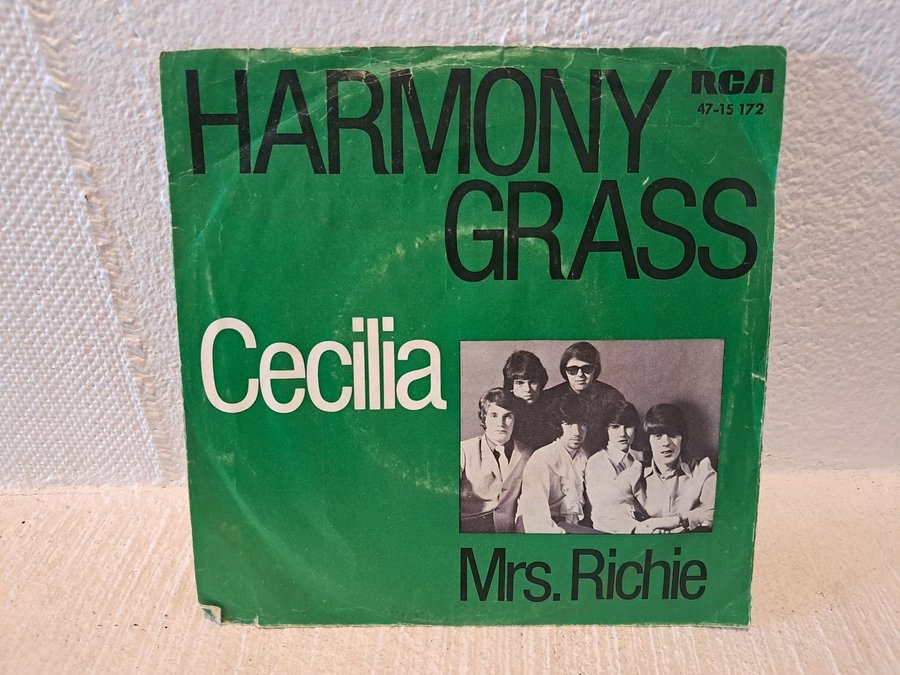 HARMONY
RCA
47-15 172
GRASS
Cecilia
Mrs. Richie